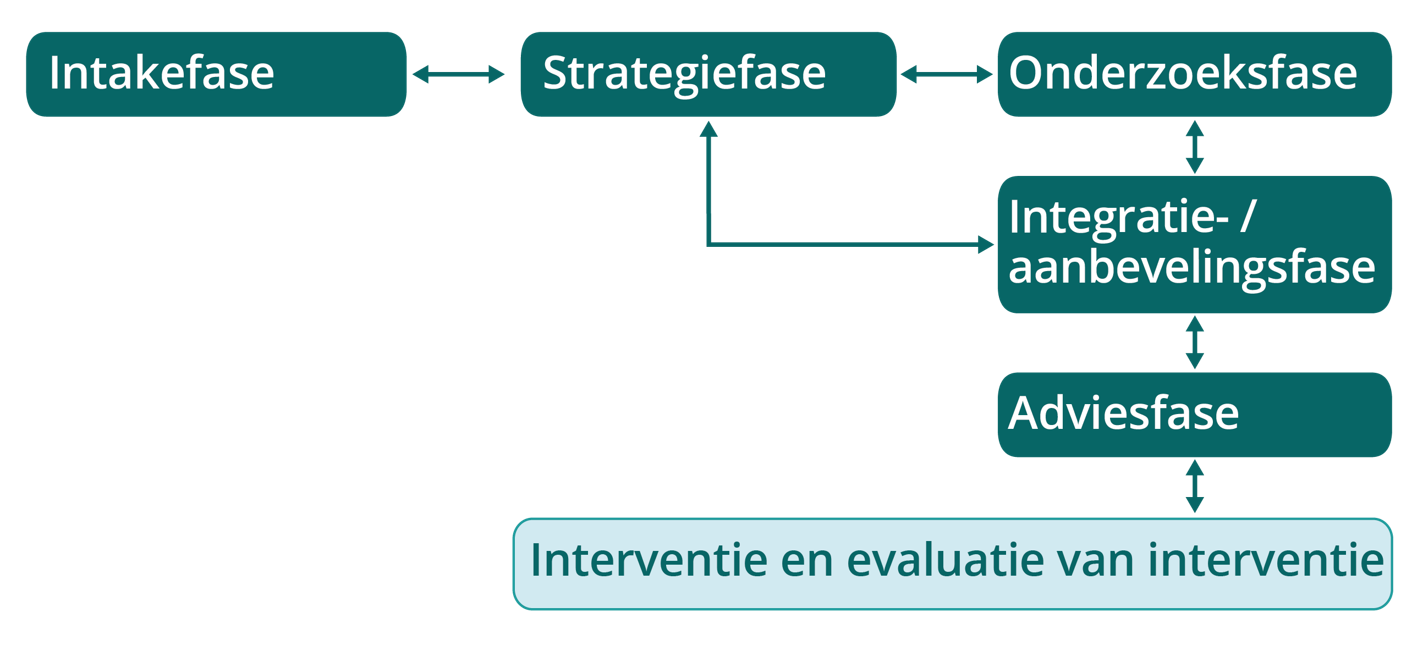 Intakefase
Strategiefase
Onderzoeksfase
Integratie- /
aanbevelingsfase
Adviesfase
Interventie en evaluatie van interventie